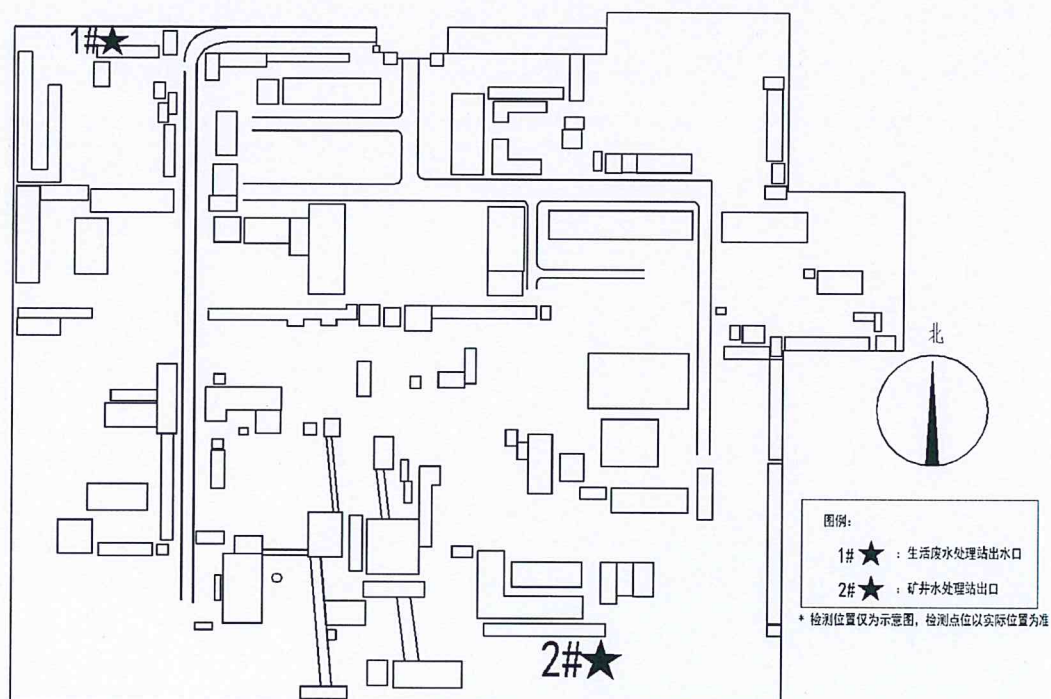 1#★
北
图例:
1#★ : 生活废水处理站出水口
2#★ : 矿井水处理站出口
* 检测位置仅为示意图, 检测点位以实际位置为准
2#★